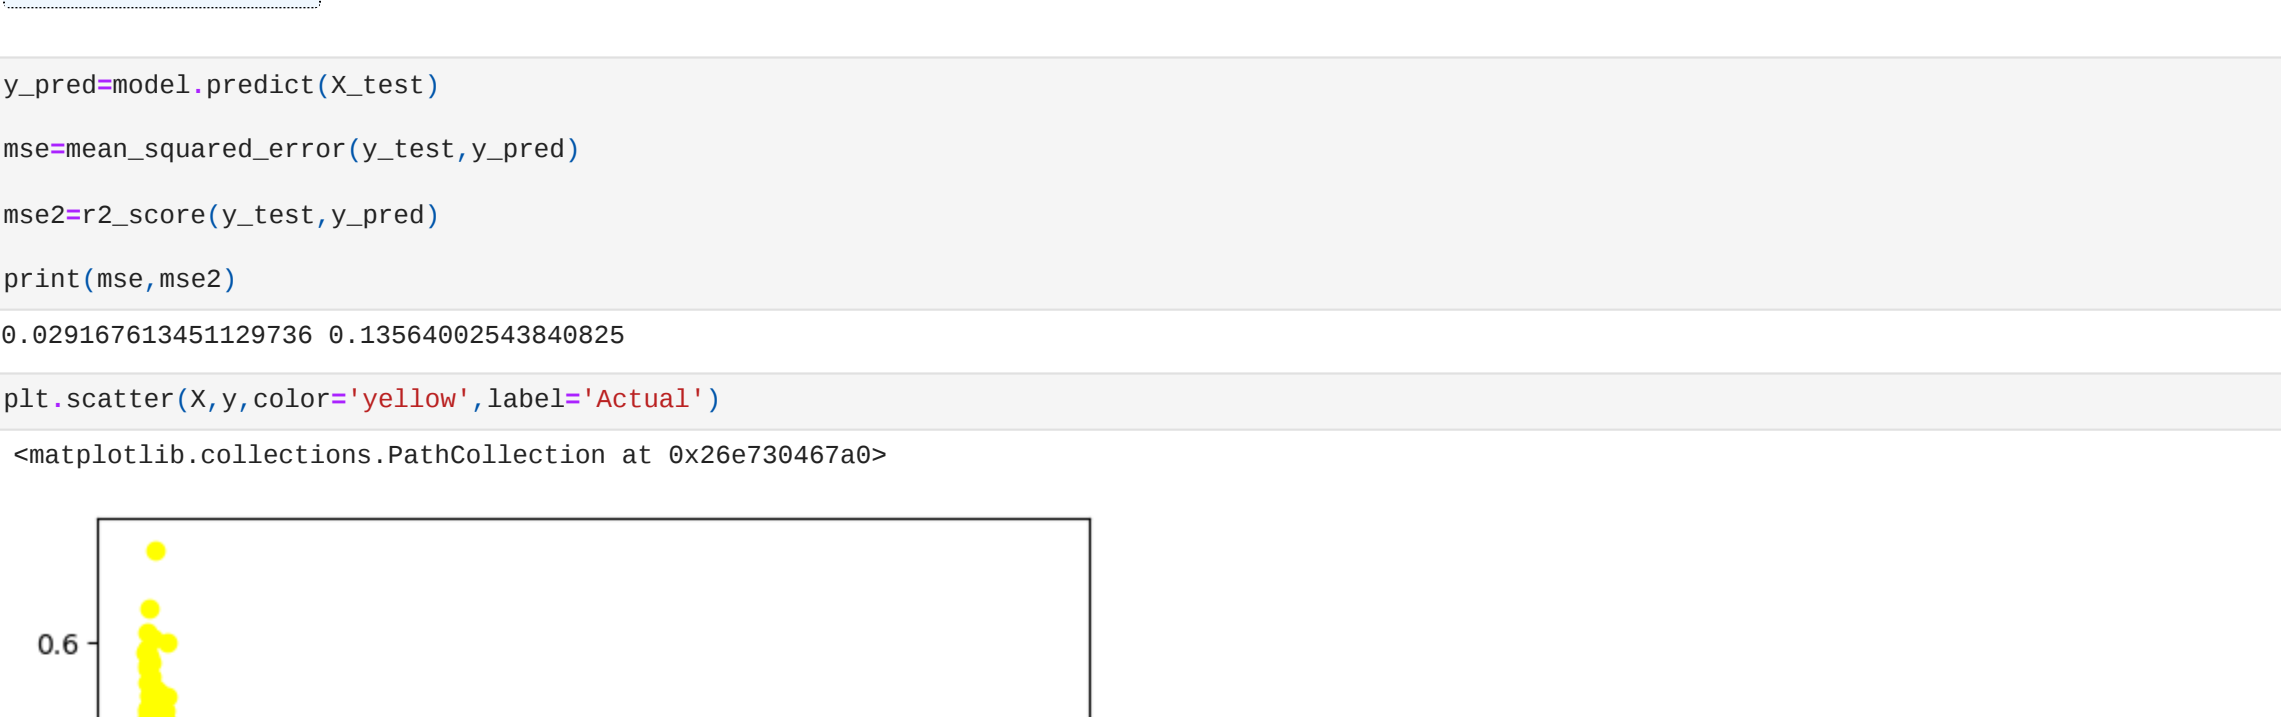 y_pred=model.predict(X_test)
mse=mean_squared_error(y_test,y_pred)
mse2=r2_score(y_test,y_pred)
print(mse,mse2)
0.029167613451129736 0.13564002543840825
plt.scatter(X,y,color='yellow',label='Actual')
<matplotlib.collections.PathCollection at 0x26e730467a0>
0.6